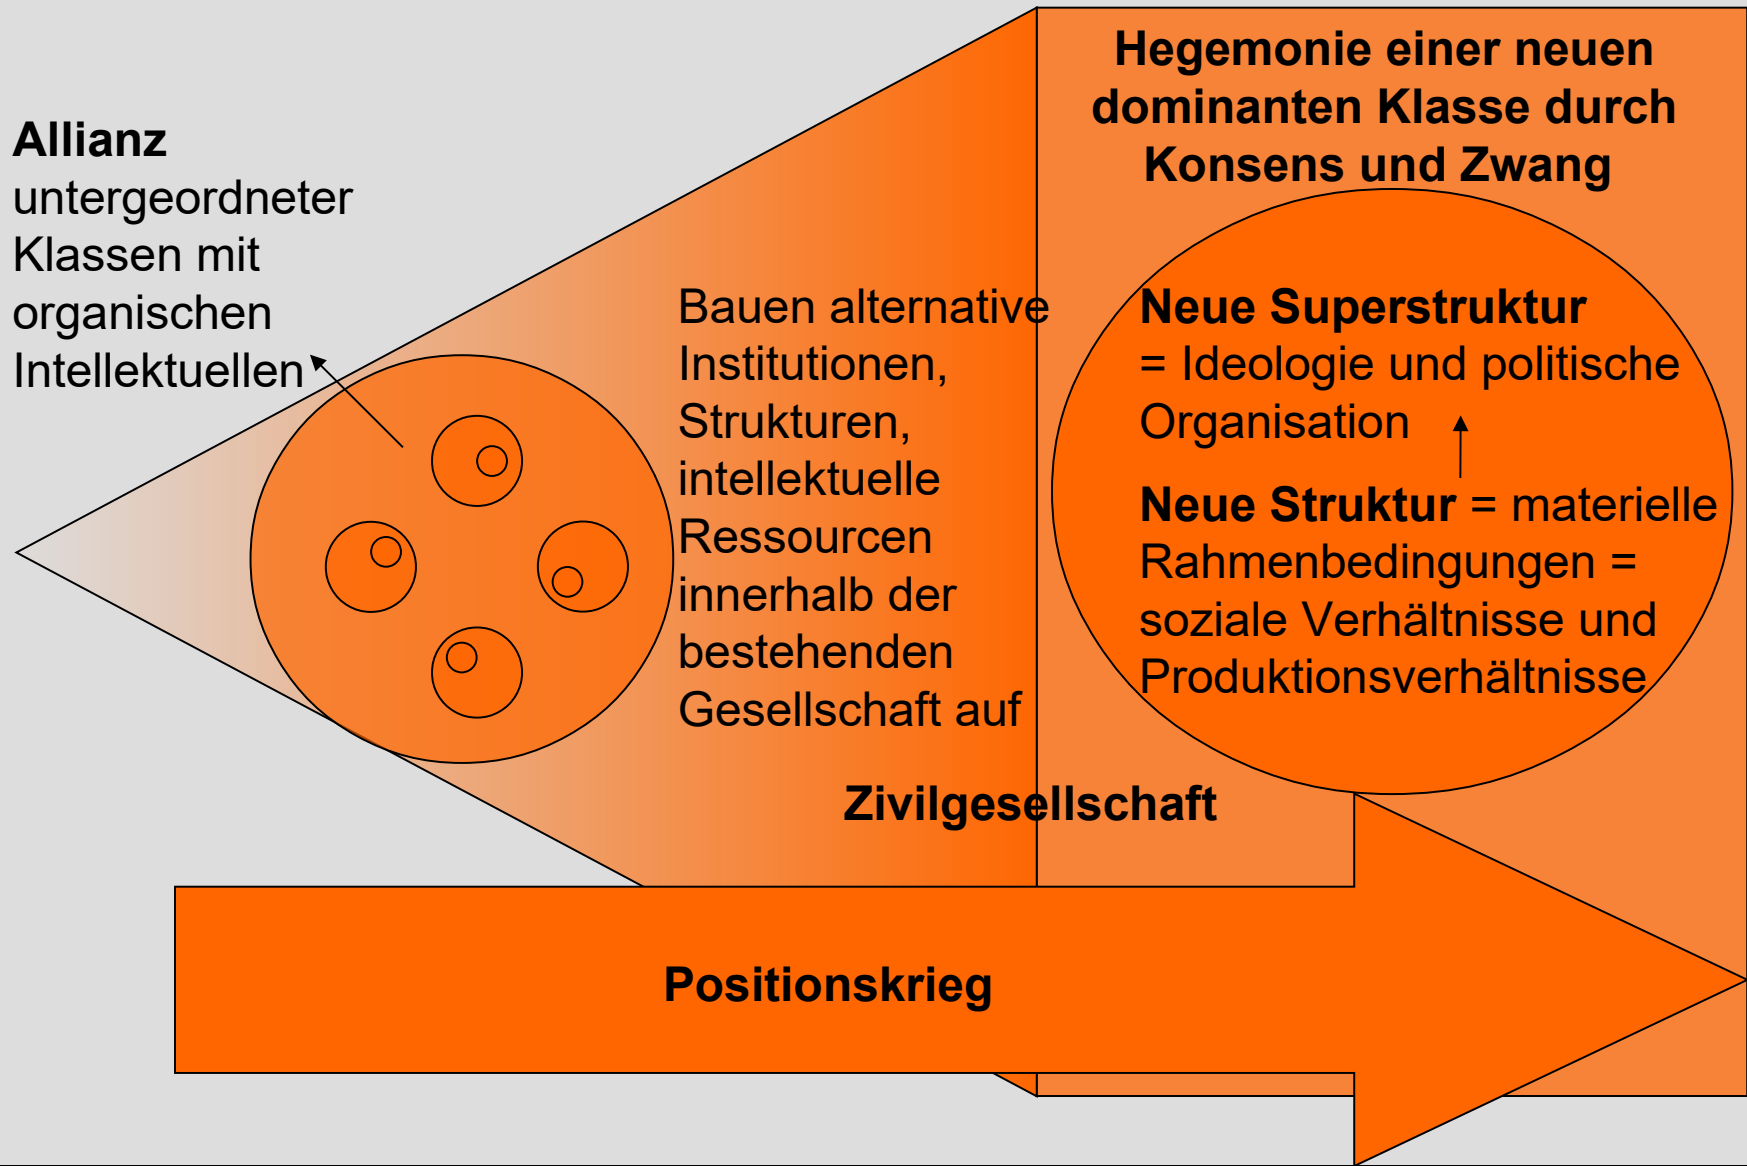 Allianz
untergeordneter
Klassen mit
organischen
Intellektuellen
Bauen alternative
Institutionen,
Strukturen,
intellektuelle
Ressourcen
innerhalb der
bestehenden
Gesellschaft auf
Hegemonie einer neuen
dominanten Klasse durch
Konsens und Zwang
Neue Superstruktur
= Ideologie und politische
Organisation
Neue Struktur = materielle
Rahmenbedingungen =
soziale Verhältnisse und
Produktionsverhältnisse
Zivilgesellschaft
Positionskrieg